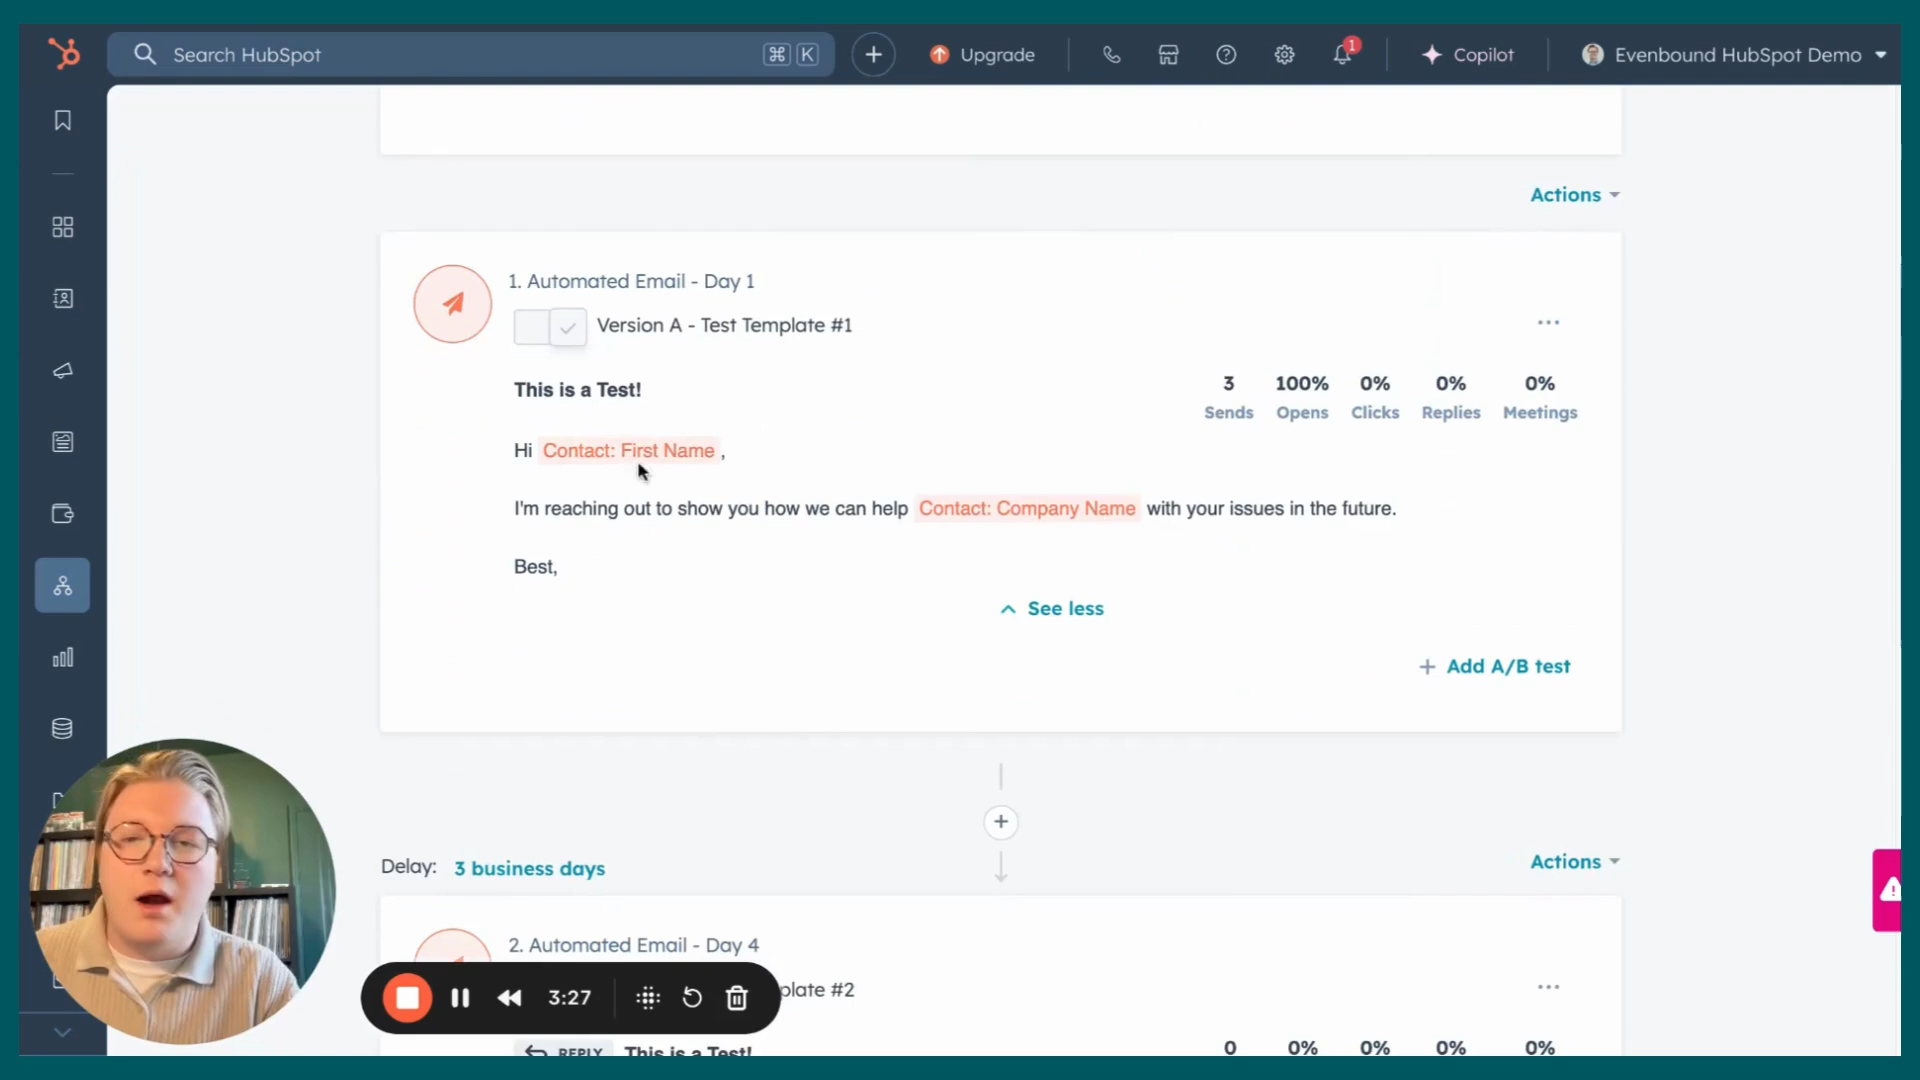 Search HubSpot
⌘ K
Upgrade
1
Copilot
Evenbound HubSpot Demo
Actions
1. Automated Email - Day 1
Version A - Test Template #1
This is a Test!
3 100% 0% 0% 0%
Sends Opens Clicks Replies Meetings
Hi Contact: First Name ,
I'm reaching out to show you how we can help Contact: Company Name with your issues in the future.
Best,
See less
+ Add A/B test
Delay: 3 business days
Actions
2. Automated Email - Day 4
plate #2
3:27
REPLY This is a Test!
0 0% 0% 0% 0%